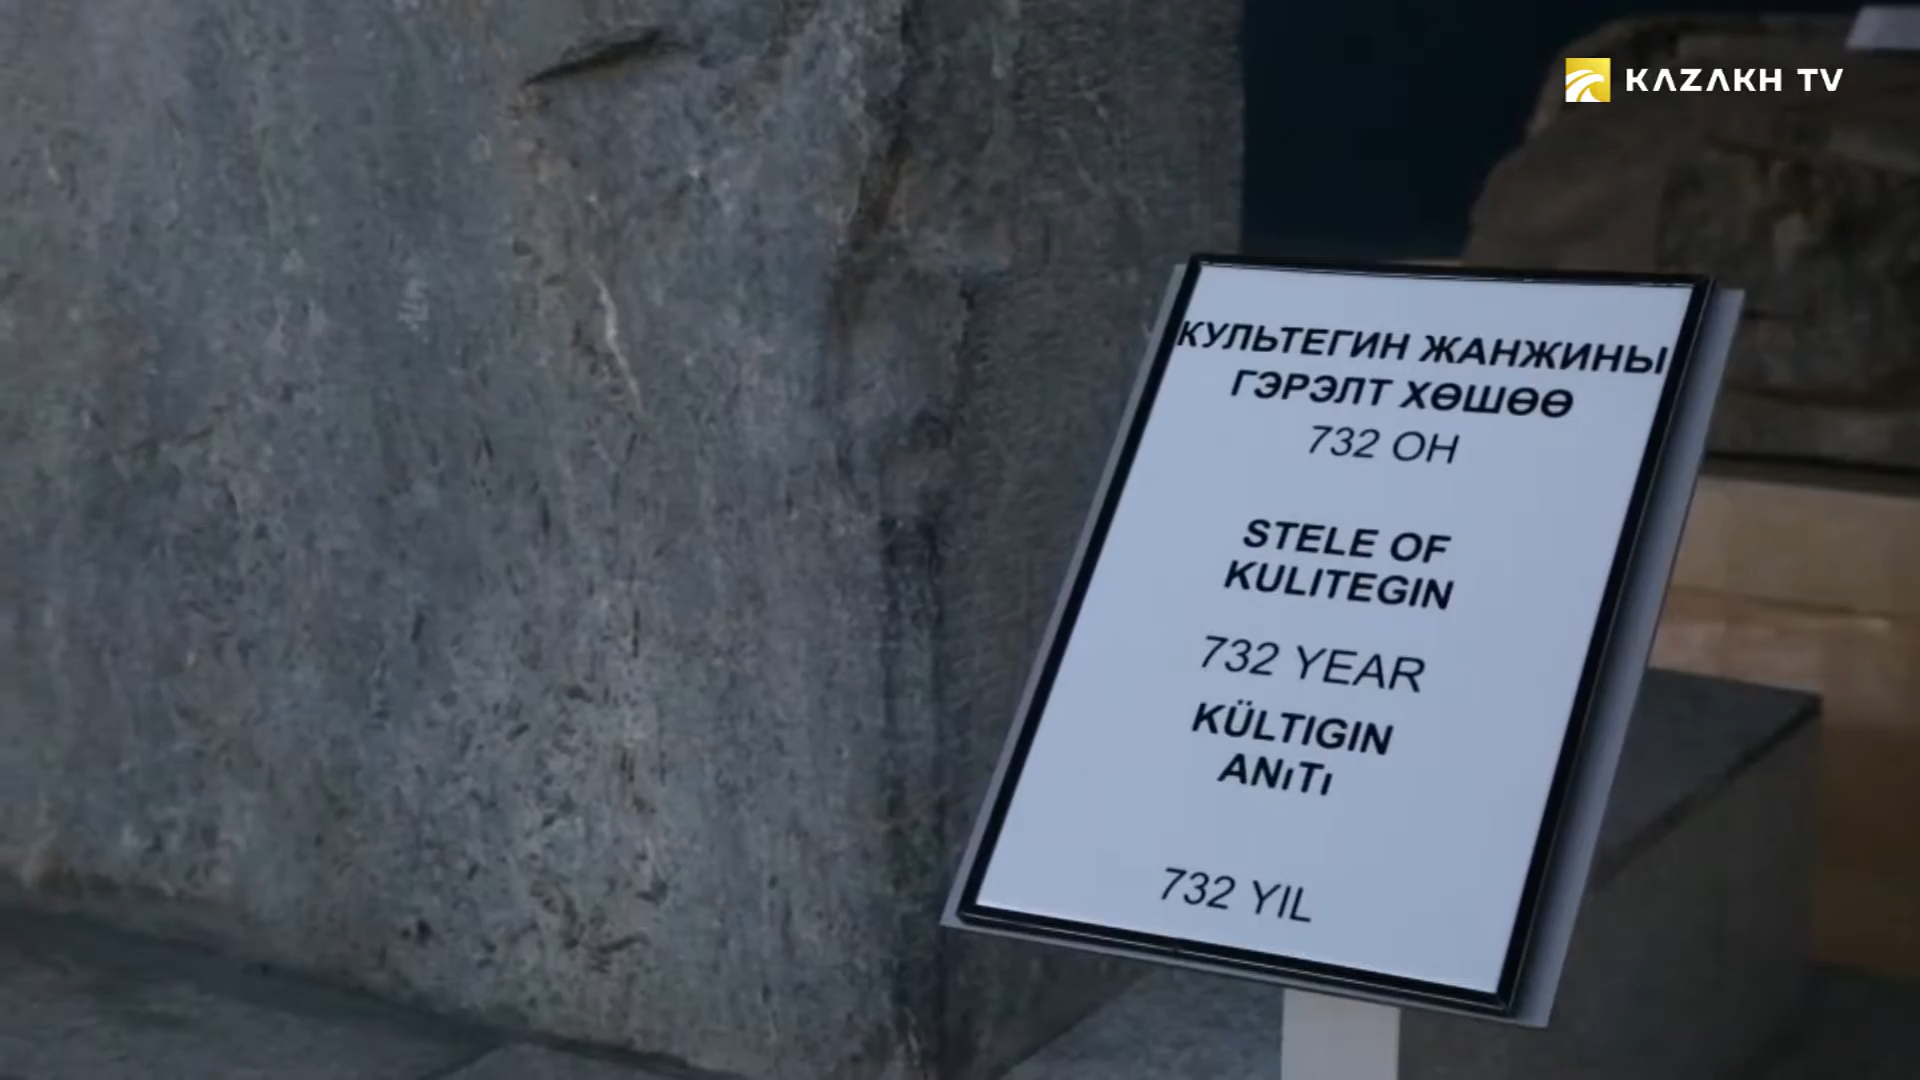 KAZAKH TV
КУЛЬТЕГИН ЖАНЖИНЫ
ГЭРЭЛТ ХӨШӨӨ
732 ОН
STELE OF
KULITEGIN
732 YEAR
KÜLTIGIN
ANıTı
732 YIL